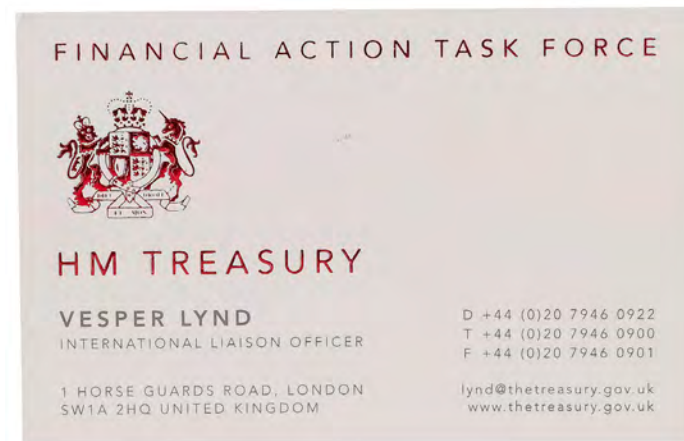 FINANCIAL ACTION TASK FORCE
HM TREASURY
VESPER LYND
INTERNATIONAL LIAISON OFFICER
1 HORSE GUARDS ROAD, LONDON
SW1A 2HQ UNITED KINGDOM
D +44 (0)20 7946 0922
T +44 (0)20 7946 0900
F +44 (0)20 7946 0901
lynd@thetreasury.gov.uk
www.thetreasury.gov.uk